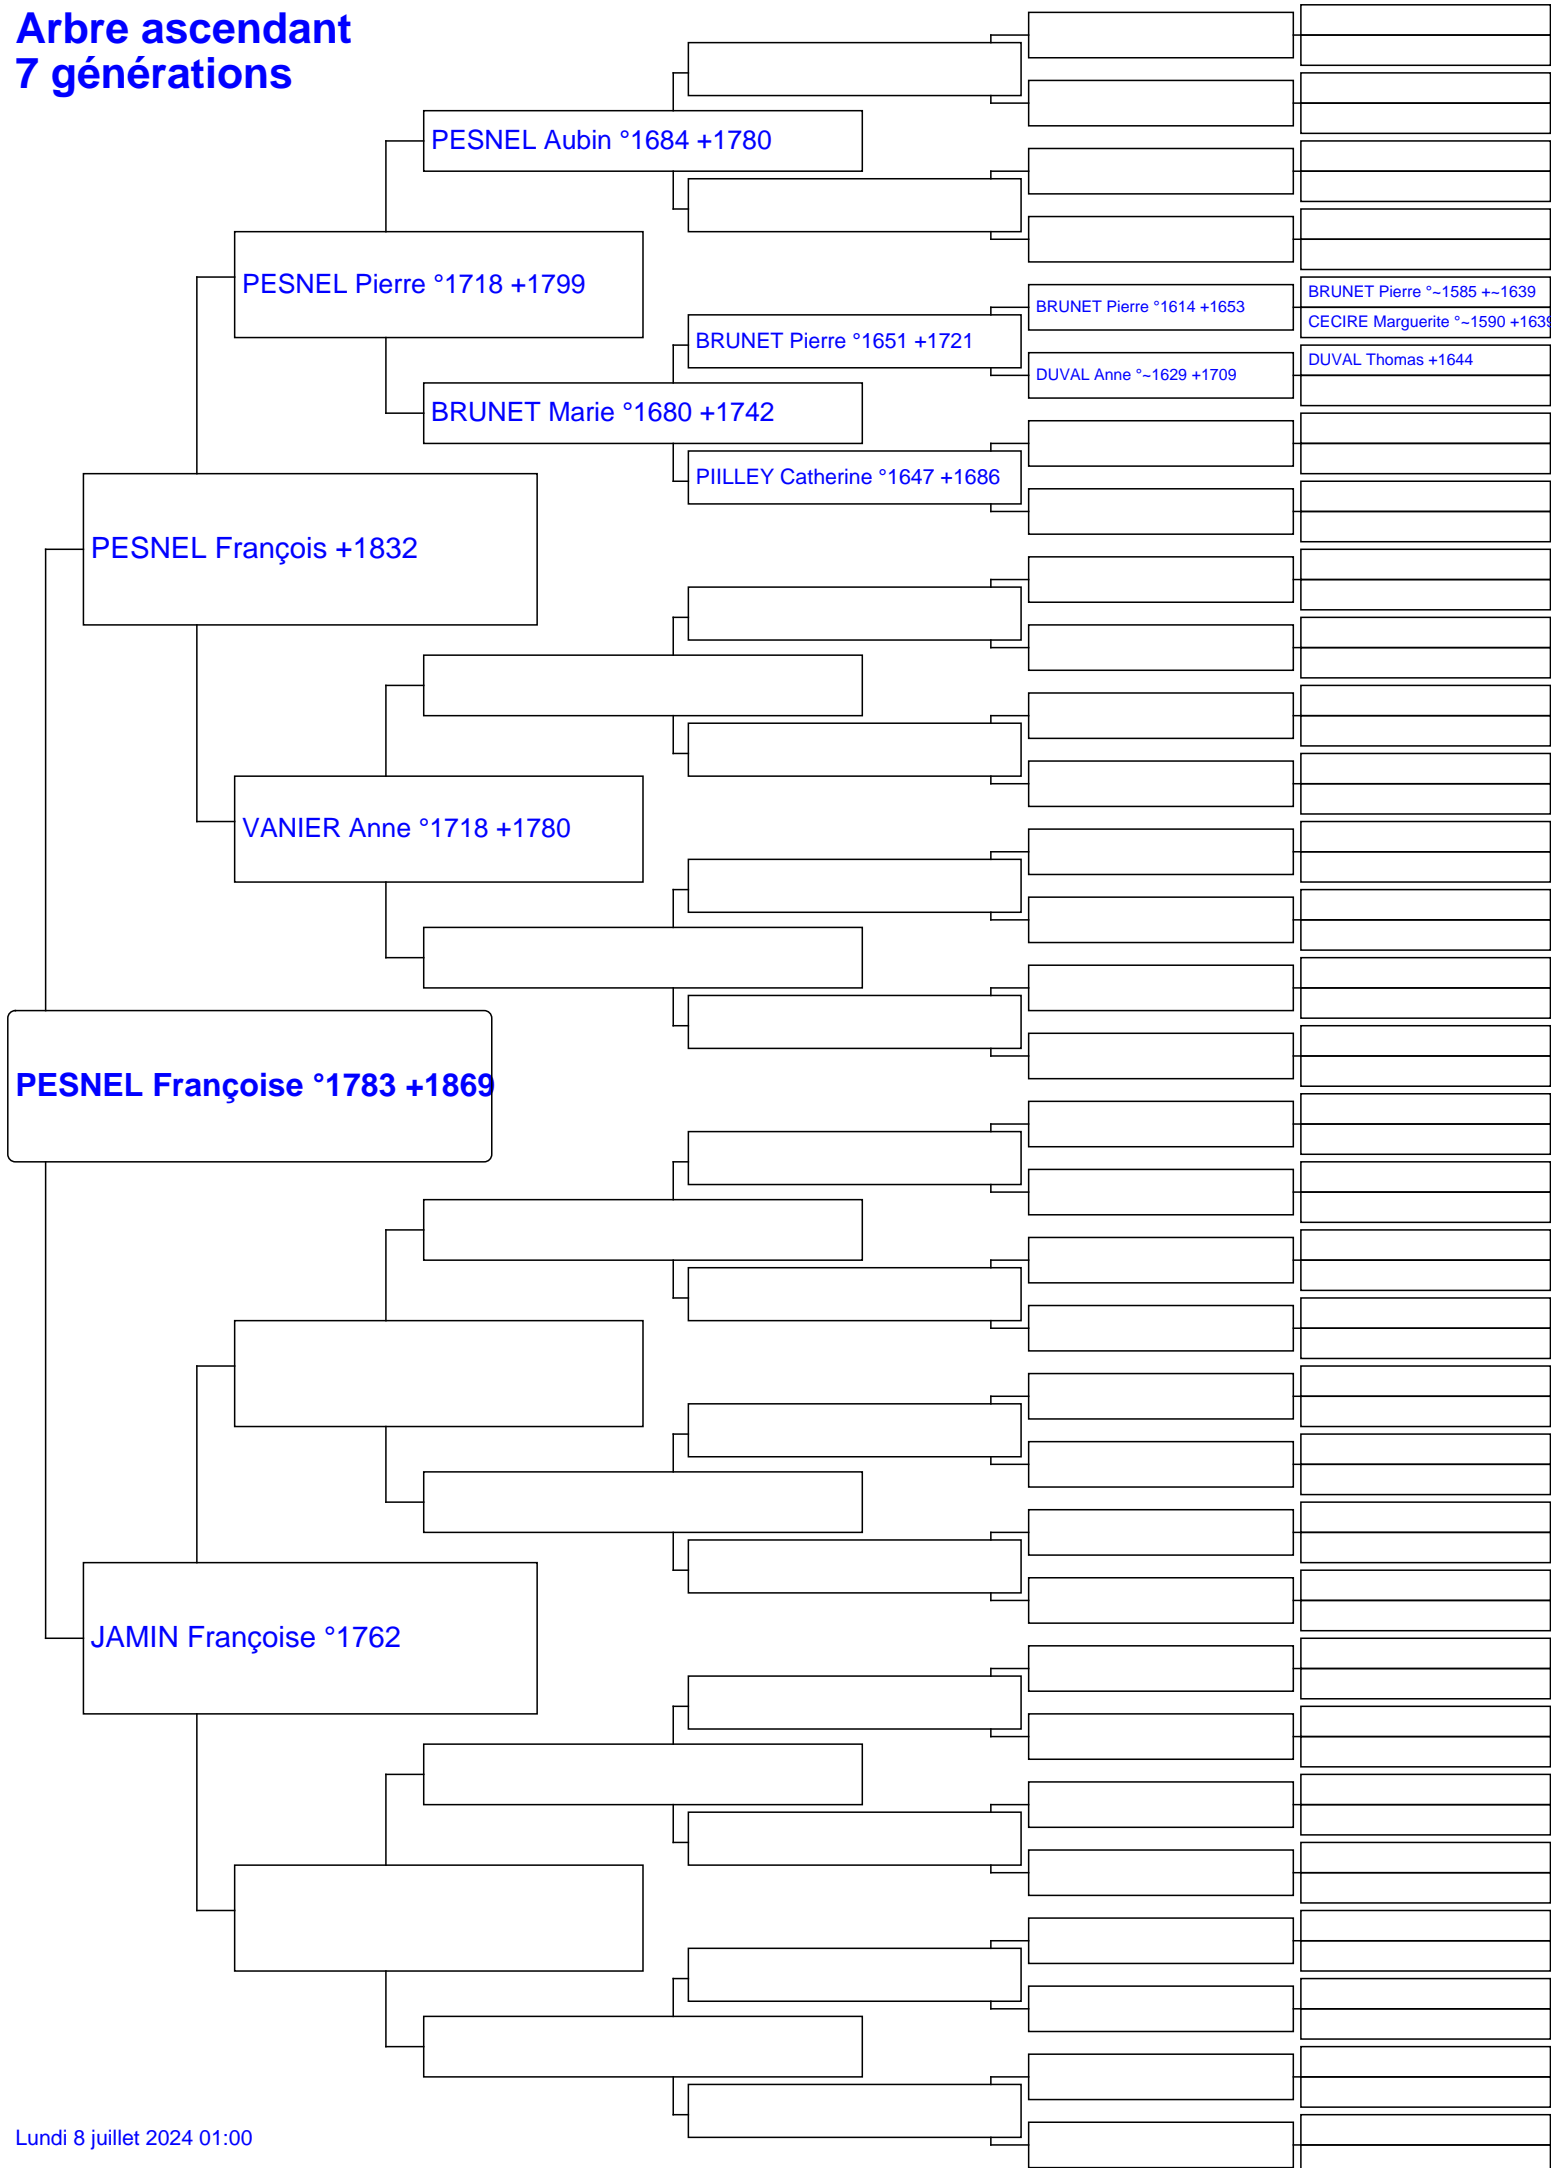 Arbre ascendant
7 générations
PESNEL Aubin °1684 +1780
PESNEL Pierre °1718 +1799
BRUNET Pierre °~1585 +~1639
BRUNET Pierre °1614 +1653
CECIRE Marguerite °~1590 +1639
BRUNET Pierre °1651 +1721
DUVAL Thomas +1644
DUVAL Anne °~1629 +1709
BRUNET Marie °1680 +1742
PIILLEY Catherine °1647 +1686
PESNEL François +1832
VANIER Anne °1718 +1780
PESNEL Françoise °1783 +1869
JAMIN Françoise °1762
Lundi 8 juillet 2024 01:00